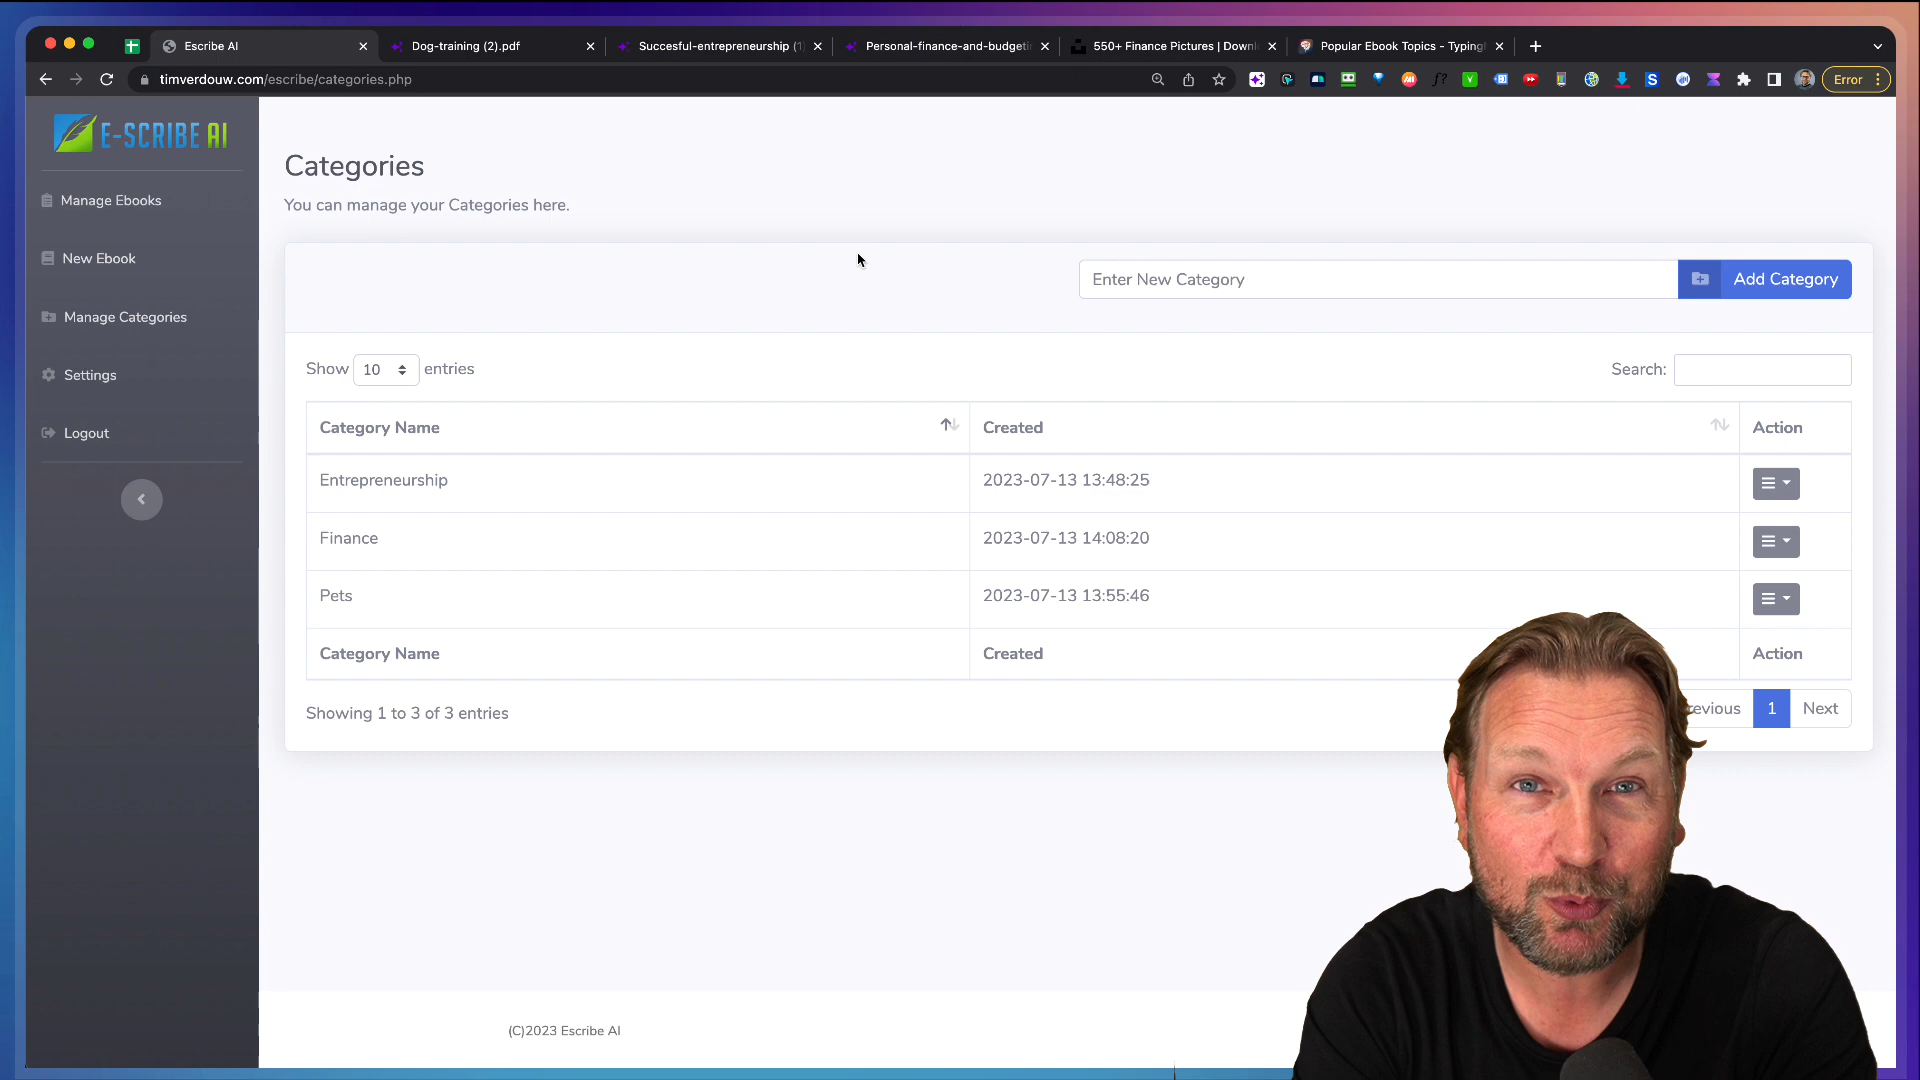 Escribe AI
Dog-training (2).pdf
Succesful-entrepreneurship (1)
Personal-finance-and-budgeti
550+ Finance Pictures | Downl
Popular Ebook Topics - Typing
timverdouw.com/escribe/categories.php
Error
E-SCRIBE AI
Manage Ebooks
New Ebook
Manage Categories
Settings
Logout
Categories
You can manage your Categories here.
Enter New Category
Add Category
Show 10 entries
Search:
Category Name Created Action
Entrepreneurship 2023-07-13 13:48:25
Finance 2023-07-13 14:08:20
Pets 2023-07-13 13:55:46
Category Name Created Action
Showing 1 to 3 of 3 entries
revious 1 Next
(C)2023 Escribe AI